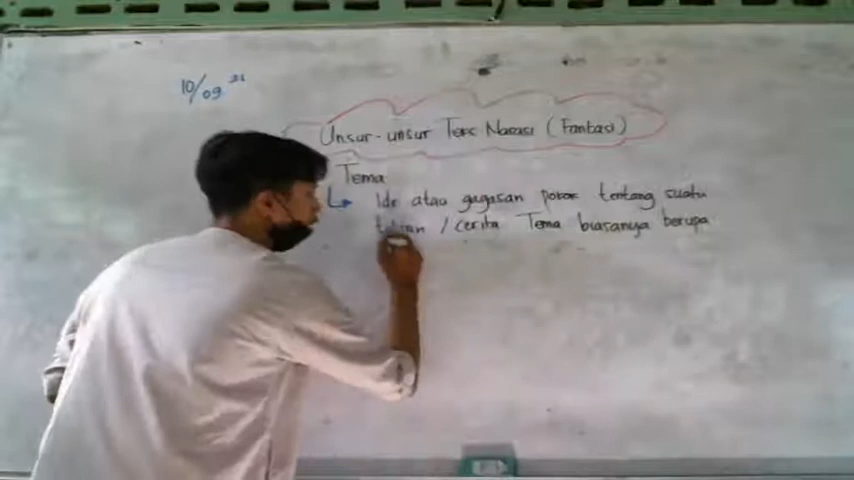 10/09 21
Unsur-unsur Teks Narasi (Fantasi)
Tema
Ide atau gagasan pokok tentang suatu
/ cerita Tema biasanya berupa